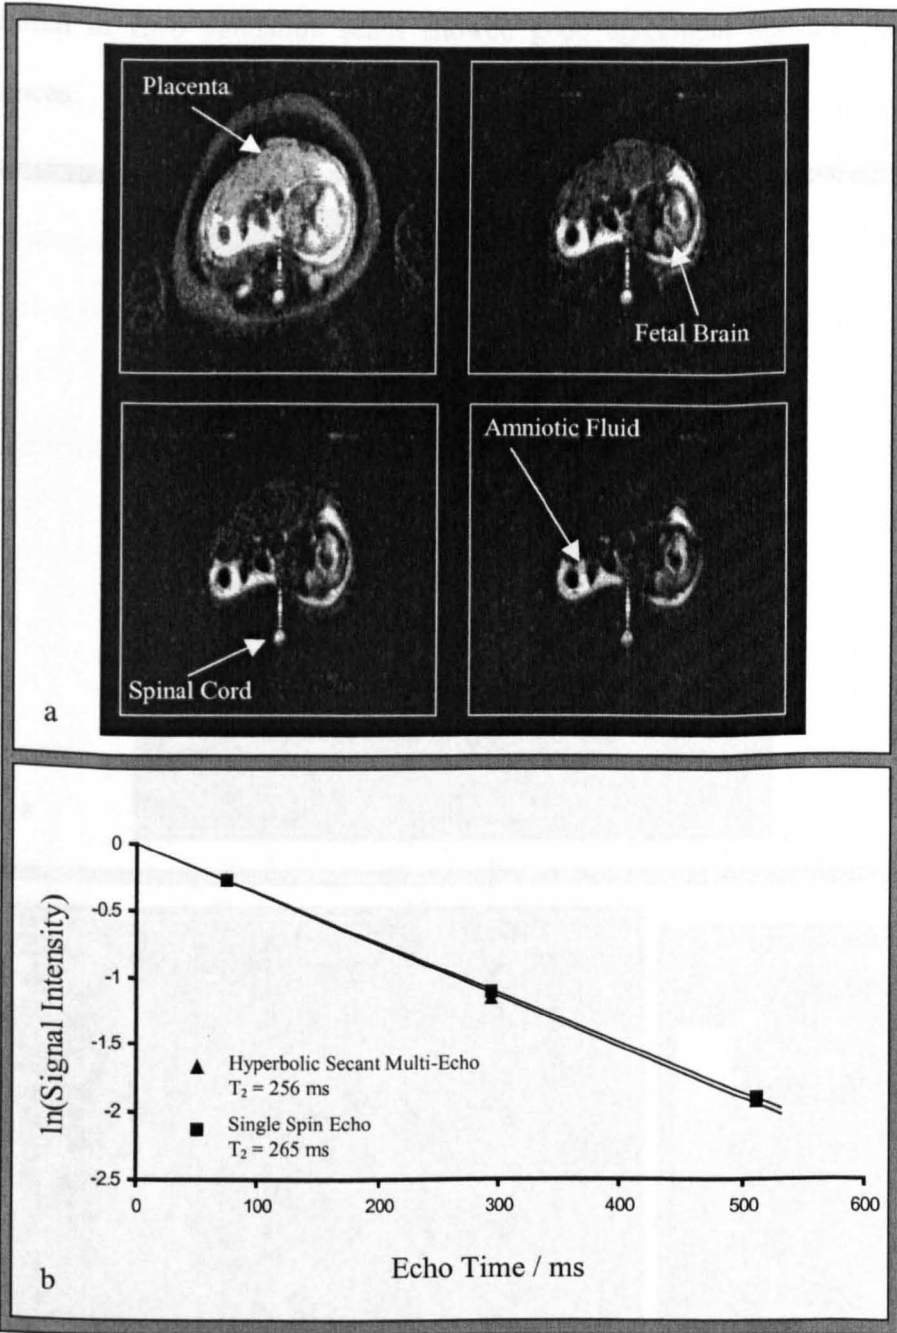 Placenta
Fetal Brain
Amniotic Fluid
Spinal Cord
a
0
-0.5
-1
-1.5
-2
-2.5
ln(Signal Intensity)
▲ Hyperbolic Secant Multi-Echo
T₂ = 256 ms
■ Single Spin Echo
T₂ = 265 ms
0 100 200 300 400 500 600
Echo Time / ms
b